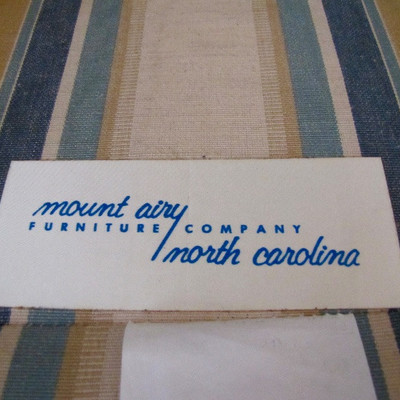 mount airy
FURNITURE COMPANY
north carolina